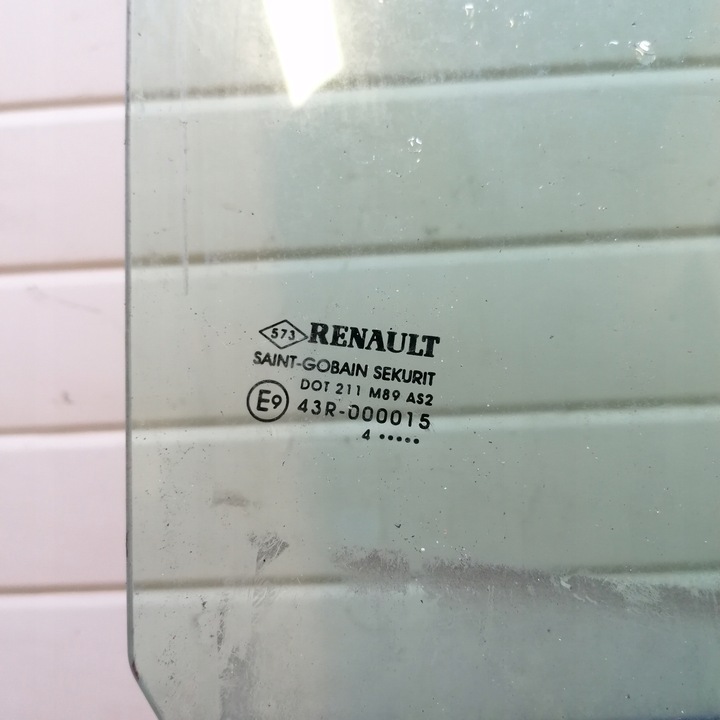 573 RENAULT
SAINT-GOBAIN SEKURIT
DOT 211 M89 AS2
E9 43R-000015
4 •••••